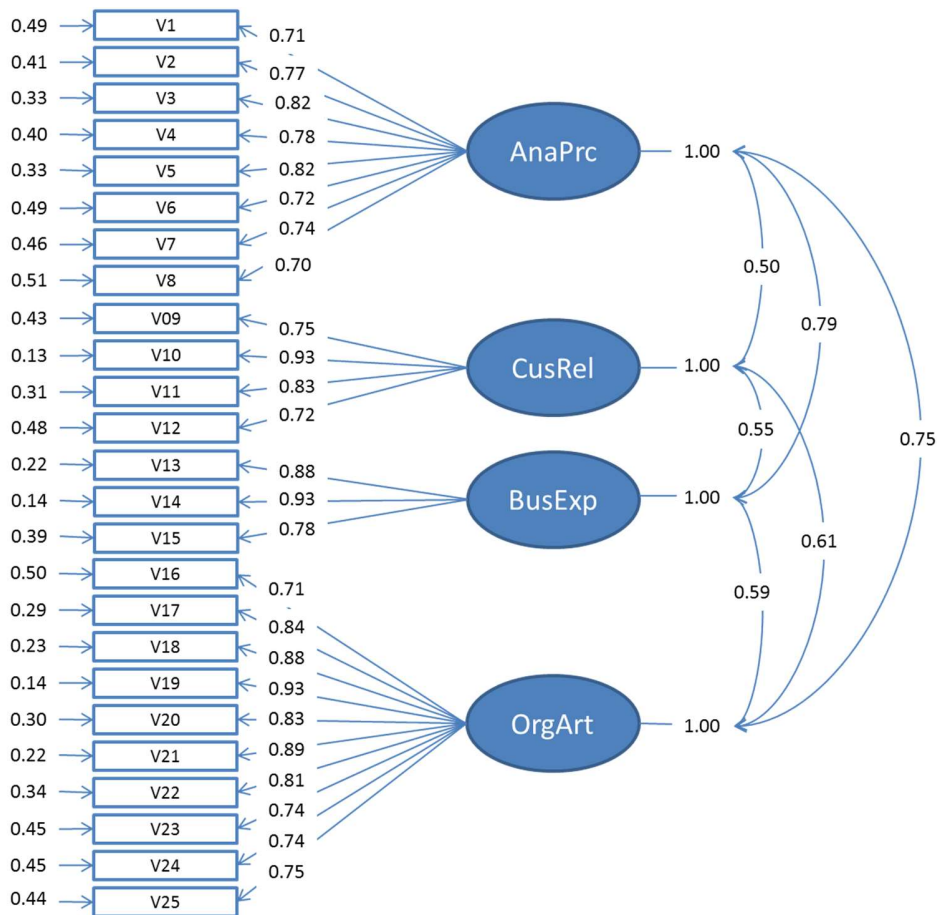 0.49 V1 0.71
0.41 V2 0.77
0.33 V3 0.82
0.40 V4 0.78 AnaPrc 1.00
0.33 V5 0.82
0.49 V6 0.72
0.46 V7 0.74
0.51 V8 0.70 0.50
0.43 V09 0.75 0.79
0.13 V10 0.93 CusRel 1.00
0.31 V11 0.83
0.48 V12 0.72 0.55 0.75
0.22 V13 0.88
0.14 V14 0.93 BusExp 1.00
0.39 V15 0.78 0.61
0.50 V16 0.71 0.59
0.29 V17 0.84
0.23 V18 0.88
0.14 V19 0.93 OrgArt 1.00
0.30 V20 0.83
0.22 V21 0.89
0.34 V22 0.81
0.45 V23 0.74
0.45 V24 0.74
0.44 V25 0.75